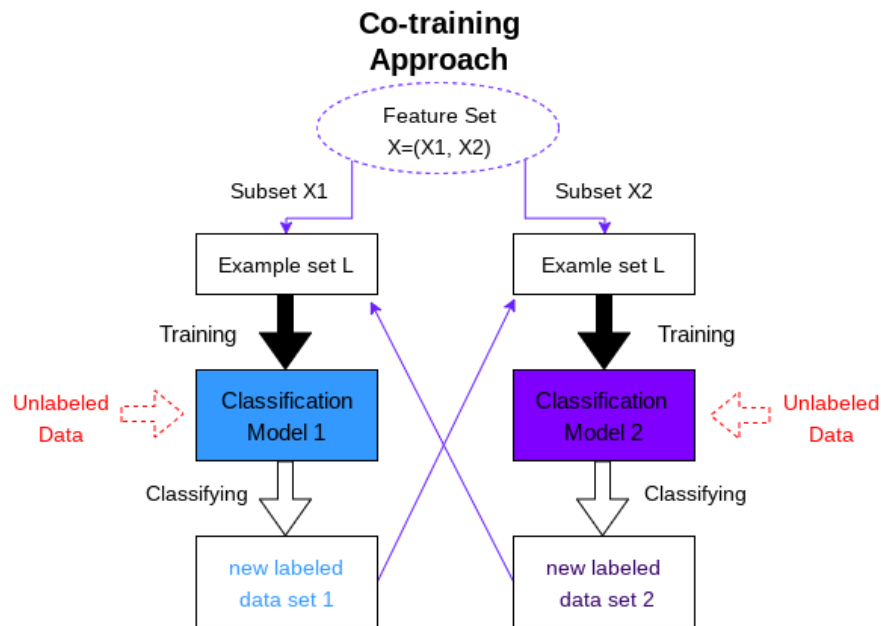 Co-training
Approach
Feature Set
X=(X1, X2)
Subset X1
Subset X2
Example set L
Examle set L
Training
Training
Unlabeled
Data
Classification
Model 1
Classification
Model 2
Unlabeled
Data
Classifying
Classifying
new labeled
data set 1
new labeled
data set 2